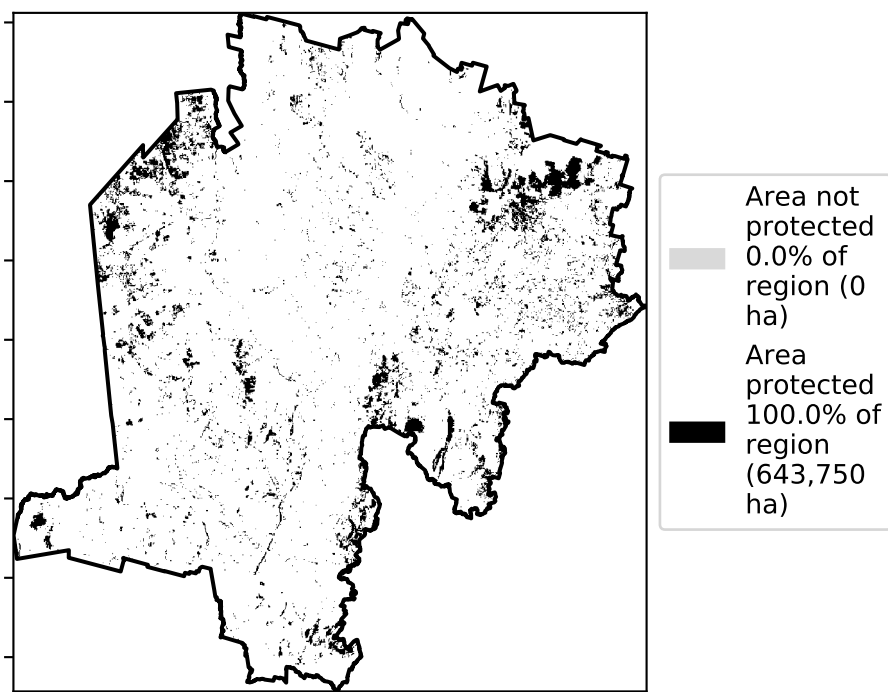 Area not
protected
0.0% of
region (0
ha)
Area
protected
100.0% of
region
(643,750
ha)